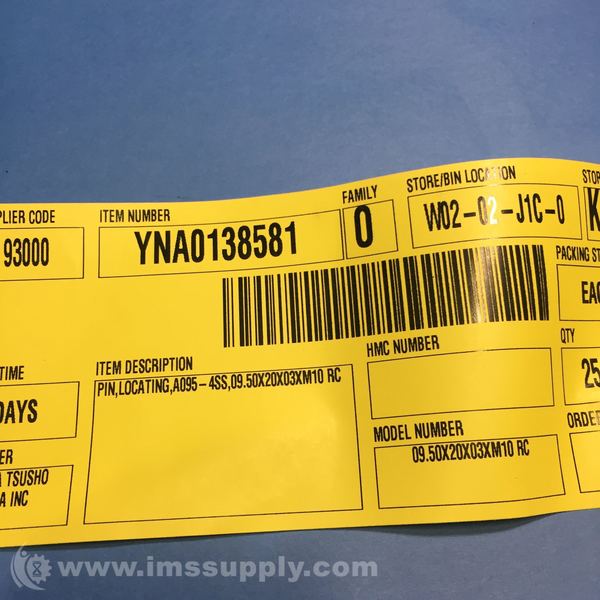 PLIER CODE
93000
ITEM NUMBER
YNA0138581
FAMILY
0
STORE/BIN LOCATION
W02-02-J1C-0
STOR
K
PACKING ST
EAC
TIME
DAYS
ITEM DESCRIPTION
PIN,LOCATING,A095-4SS,09.50X20X03XM10 RC
HMC NUMBER
QTY
25
MODEL NUMBER
09.50X20X03XM10 RC
ORDE
ER
TSUSHO
A INC
www.imssupply.com